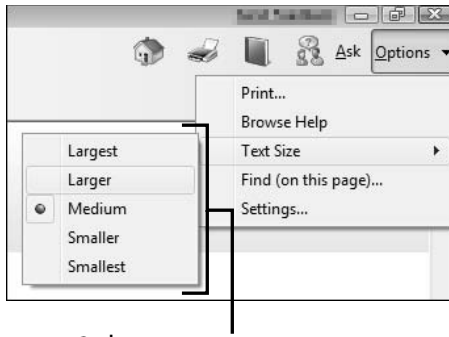 Ask Options
Print...
Browse Help
Text Size
Find (on this page)...
Settings...
Largest
Larger
Medium
Smaller
Smallest